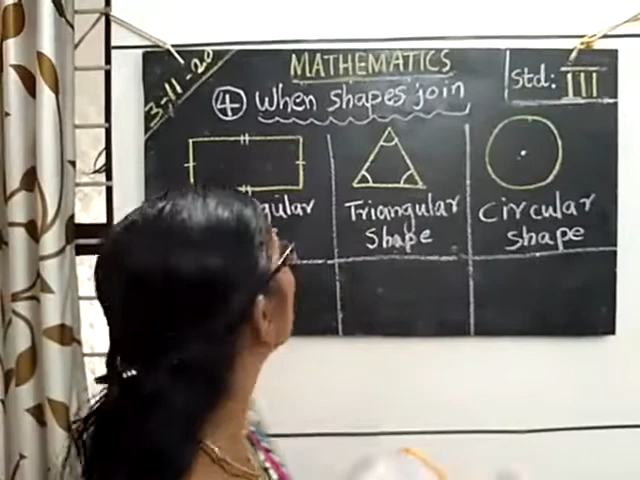 3-11-20
MATHEMATICS
Std: III
4 When shapes join
Triangular
Shape
Circular
shape